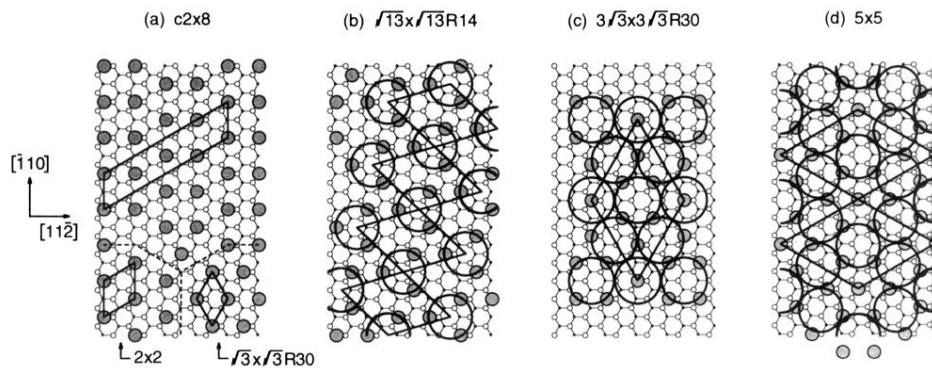 (a) c2x8
(b) √13x√13R14
(c) 3√3x3√3R30
(d) 5x5
[1̄10]
[112̄]
2x2
√3x√3R30